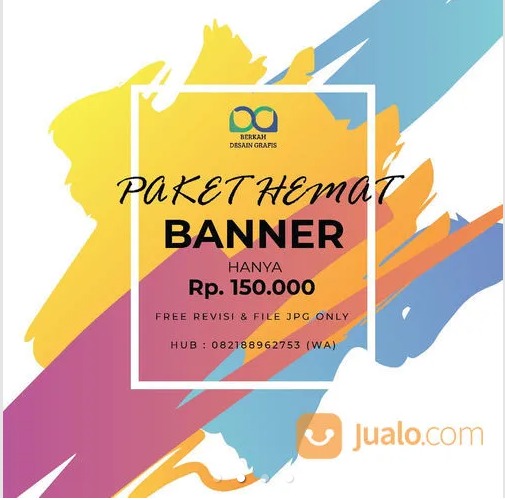 BERKAH
DESAIN GRAFIS
PAKET HEMAT
BANNER
HANYA
Rp. 150.000
FREE REVISI & FILE JPG ONLY
HUB : 082188962753 (WA)
Jualo.com